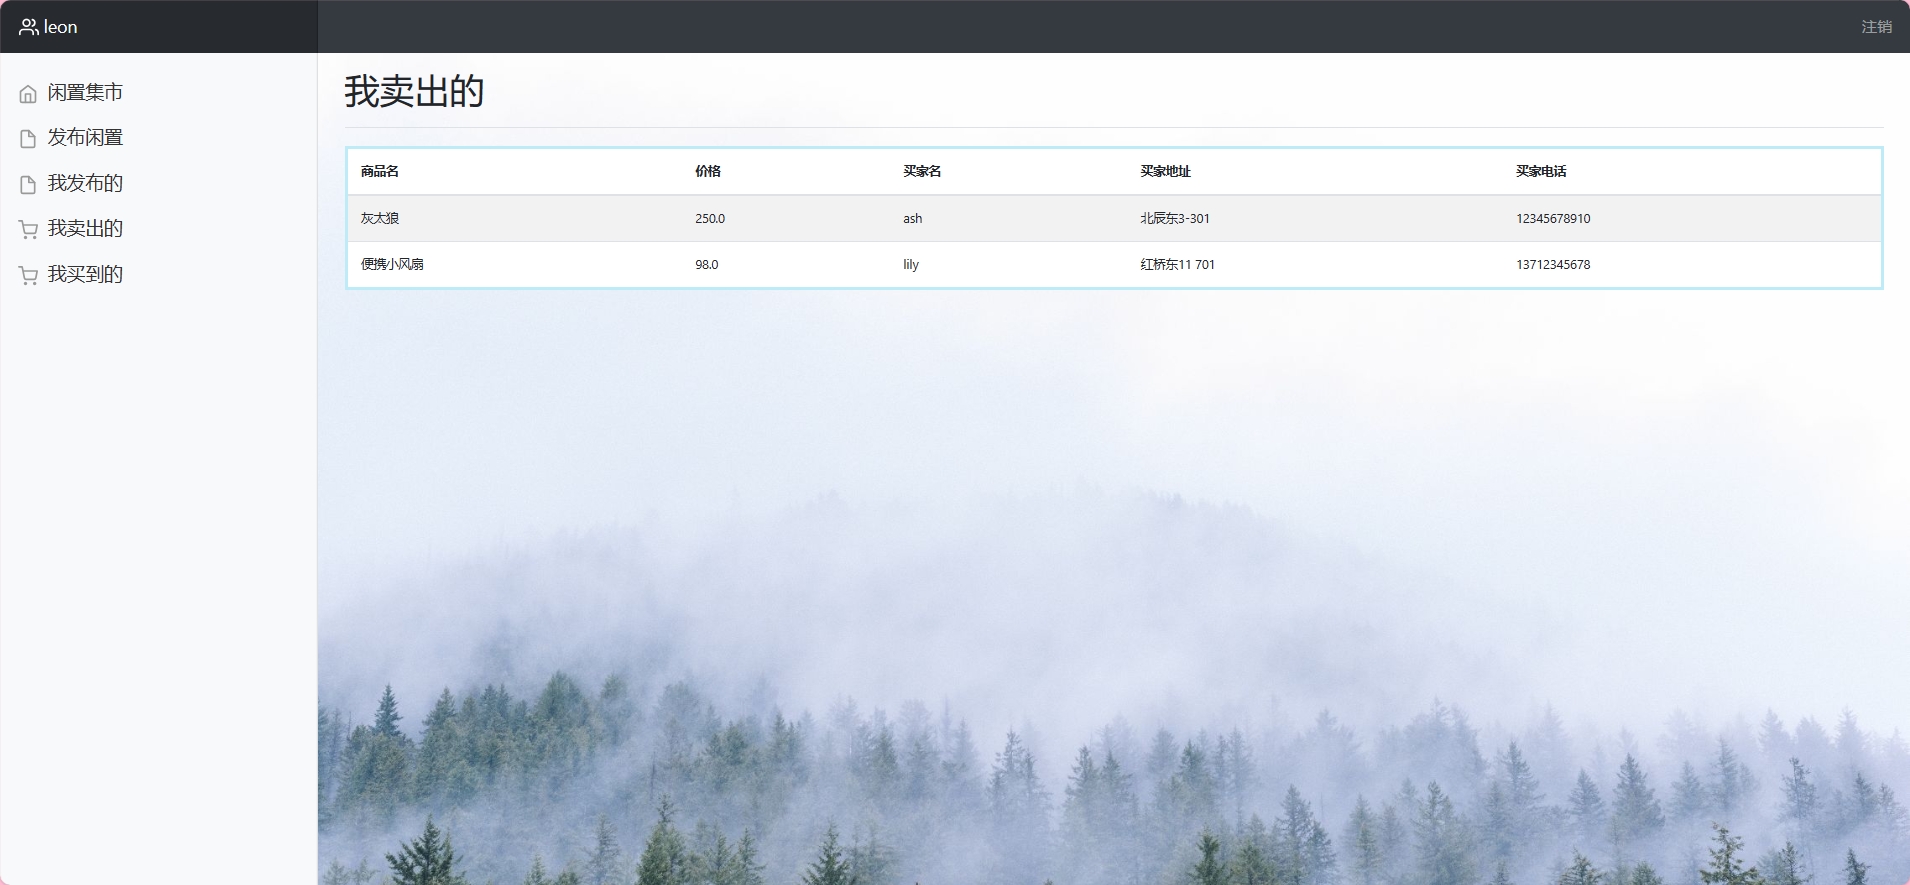 leon
注销
闲置集市
发布闲置
我发布的
我卖出的
我买到的
我卖出的
商品名 价格 买家名 买家地址 买家电话
灰太狼 250.0 ash 北辰东3-301 12345678910
便携小风扇 98.0 lily 红桥东11 701 13712345678